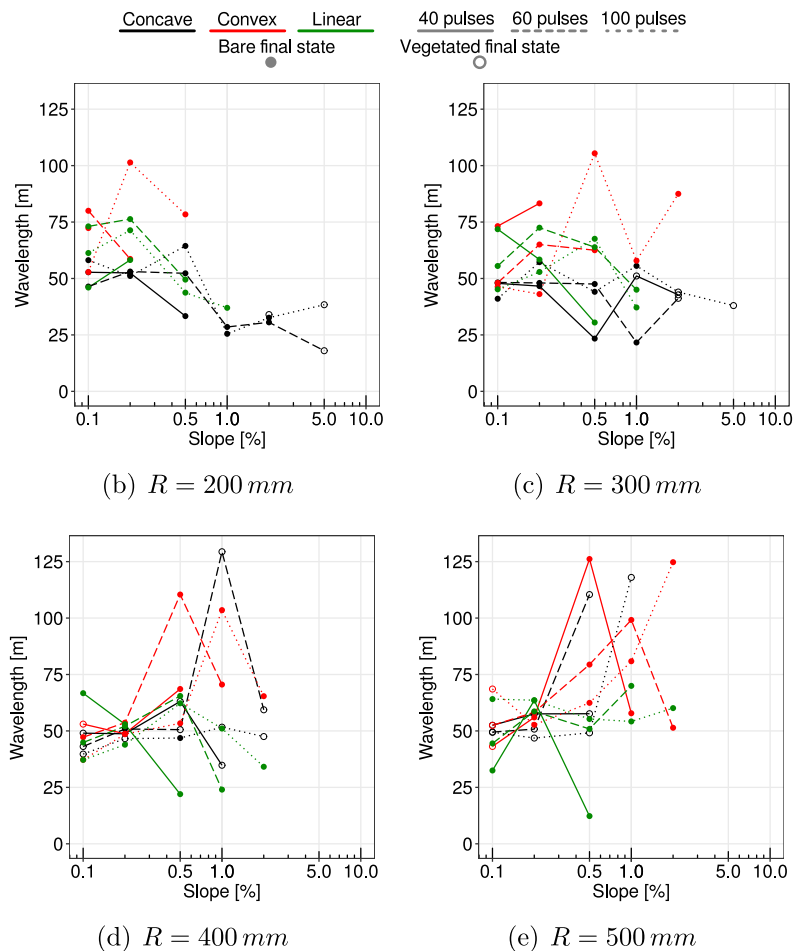 Concave Convex Linear 40 pulses 60 pulses 100 pulses
Bare final state Vegetated final state
125
100
75
50
25
0
Wavelength [m]
0.1 0.5 1.0 5.0 10.0
Slope [%]
(b) R = 200 mm
125
100
75
50
25
0
Wavelength [m]
0.1 0.5 1.0 5.0 10.0
Slope [%]
(c) R = 300 mm
125
100
75
50
25
0
Wavelength [m]
0.1 0.5 1.0 5.0 10.0
Slope [%]
(d) R = 400 mm
125
100
75
50
25
0
Wavelength [m]
0.1 0.5 1.0 5.0 10.0
Slope [%]
(e) R = 500 mm